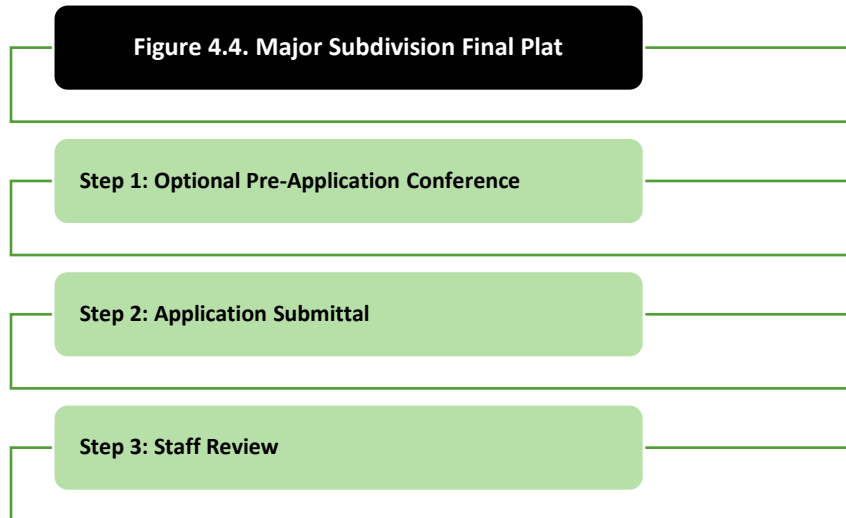 Figure 4.4. Major Subdivision Final Plat
Step 1: Optional Pre-Application Conference
Step 2: Application Submittal
Step 3: Staff Review